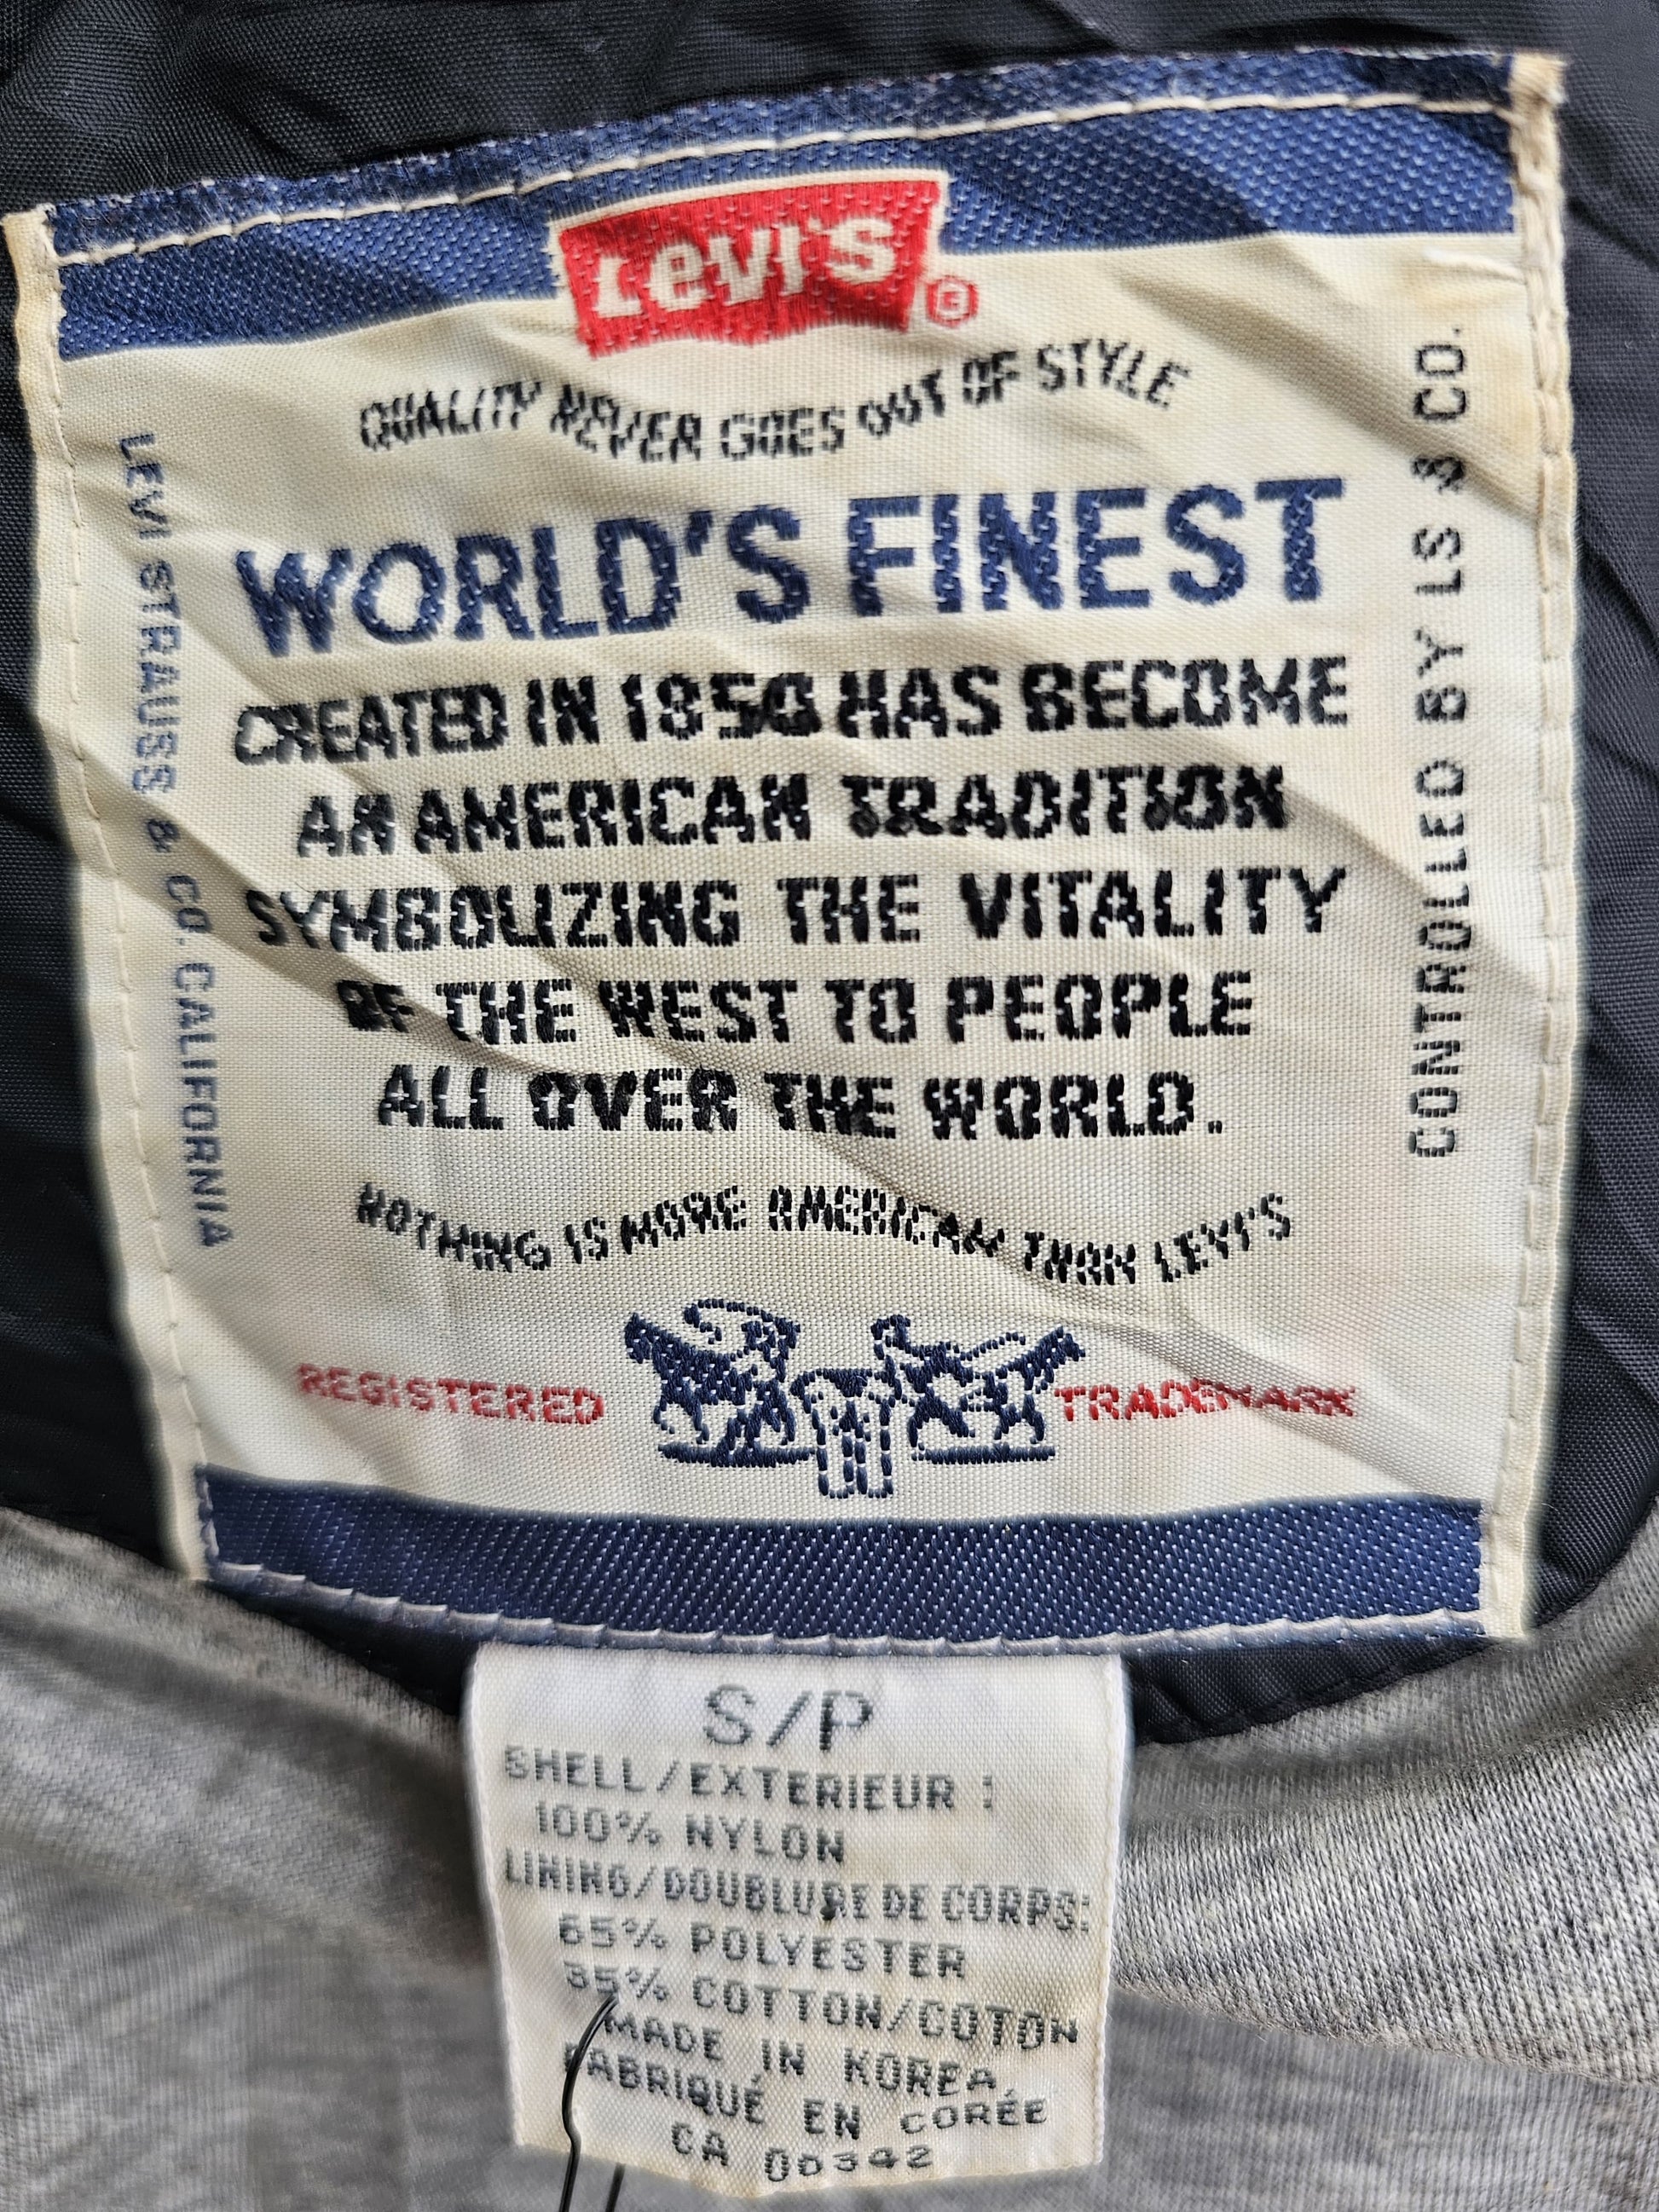 Levi's ®
QUALITY NEVER GOES OUT OF STYLE
WORLD'S FINEST
CREATED IN 1850 HAS BECOME
AN AMERICAN TRADITION
SYMBOLIZING THE VITALITY
OF THE WEST TO PEOPLE
ALL OVER THE WORLD.
NOTHING IS MORE AMERICAN THAN LEVI'S
REGISTERED TRADEMARK
LEVI STRAUSS & CO. CALIFORNIA
CONTROLLED BY LS & CO.
S/P
SHELL/EXTERIEUR :
100% NYLON
LINING/DOUBLURE DE CORPS:
65% POLYESTER
35% COTTON/COTON
MADE IN KOREA
FABRIQUÉ EN CORÉE
CA 00342